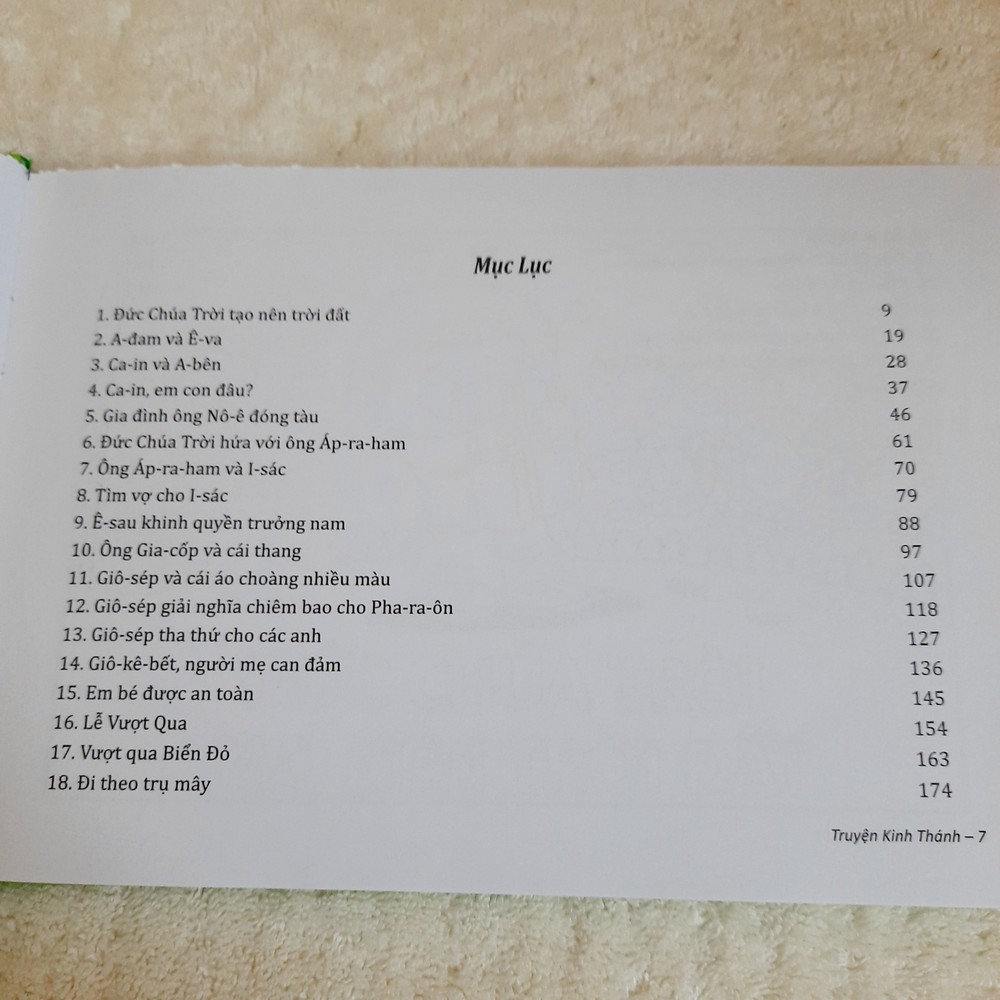 Mục Lục
1. Đức Chúa Trời tạo nên trời đất 9
2. A-đam và Ê-va 19
3. Ca-in và A-bên 28
4. Ca-in, em con đâu? 37
5. Gia đình ông Nô-ê đóng tàu 46
6. Đức Chúa Trời hứa với ông Áp-ra-ham 61
7. Ông Áp-ra-ham và I-sác 70
8. Tìm vợ cho I-sác 79
9. Ê-sau khinh quyền trưởng nam 88
10. Ông Gia-cốp và cái thang 97
11. Giô-sép và cái áo choàng nhiều màu 107
12. Giô-sép giải nghĩa chiêm bao cho Pha-ra-ôn 118
13. Giô-sép tha thứ cho các anh 127
14. Giô-kê-bết, người mẹ can đảm 136
15. Em bé được an toàn 145
16. Lễ Vượt Qua 154
17. Vượt qua Biển Đỏ 163
18. Đi theo trụ mây 174
Truyện Kinh Thánh – 7